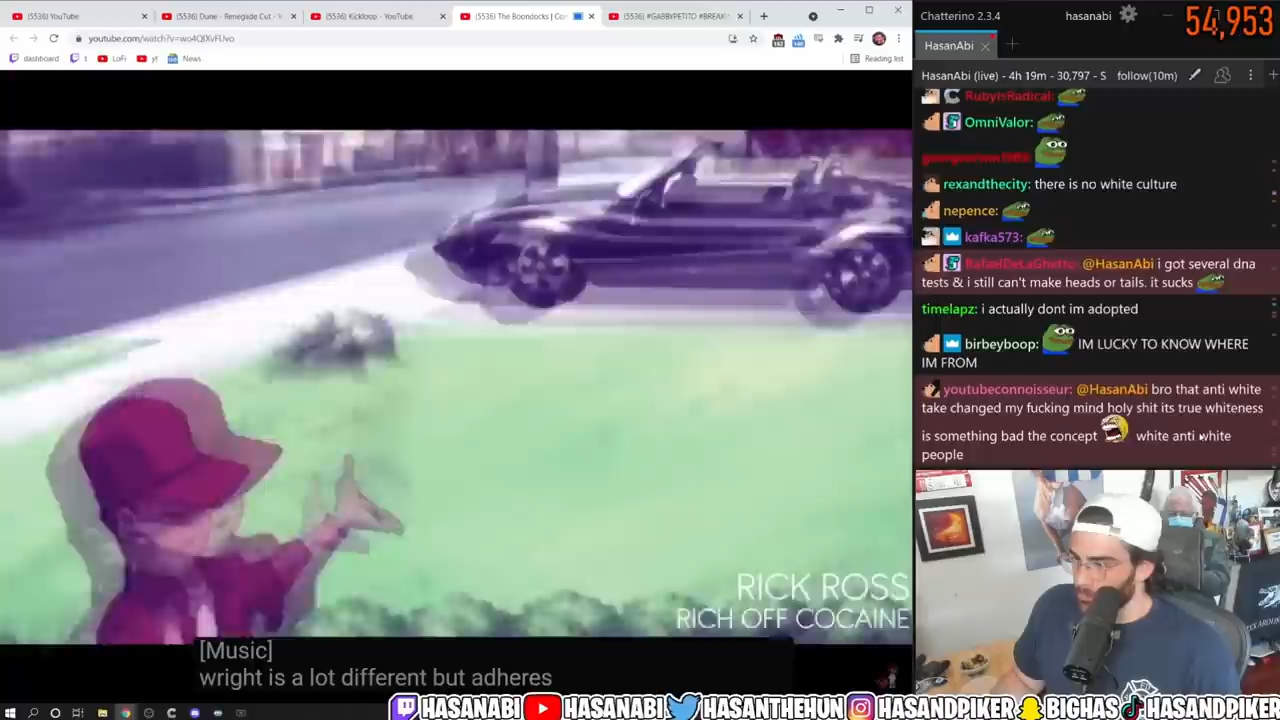 (5536) YouTube
(5536) Dune - Renegade Cut -
(5536) Kickloop - YouTube
(5536) The Boondocks | Co
(5536) #GABBYPETITO #BREAK
Chatterino 2.3.4
hasanabi
54,953
youtube.com/watch?v=wo4QIXvFUvo
HasanAbi
dashboard
t
LoFi
yt
News
Reading list
HasanAbi (live) - 4h 19m - 30,797 - S
follow(10m)
RubyIsRadical:
OmniValor:
rexandthecity: there is no white culture
nepence:
kafka573:
RafaelDeLaGhetto: @HasanAbi i got several dna
tests & i still can't make heads or tails. it sucks
timelapz: i actually dont im adopted
birbeyboop: IM LUCKY TO KNOW WHERE
IM FROM
youtubeconnoisseur: @HasanAbi bro that anti white
take changed my fucking mind holy shit its true whiteness
is something bad the concept white anti white
people
RICK ROSS
RICH OFF COCAINE
[Music]
wright is a lot different but adheres
HASANABI
HASANABI
HASANTHEHUN
HASANDPIKER
BIGHAS
HASANDPIKER